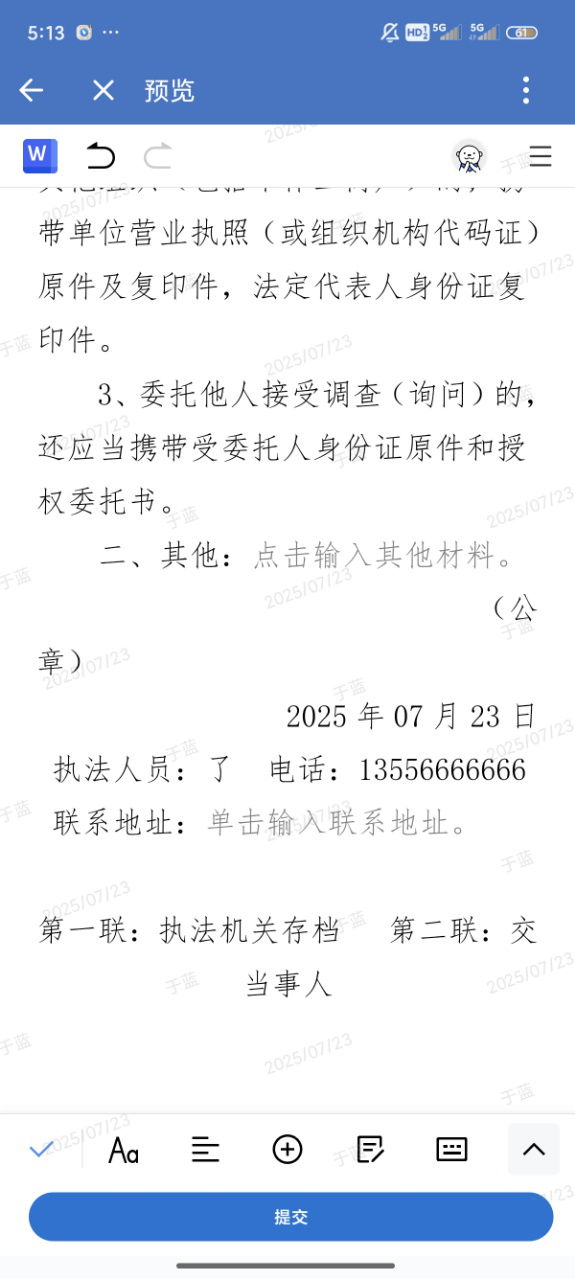 5:13
HD 5G 5G 61
预览
W
带单位营业执照（或组织机构代码证）
原件及复印件，法定代表人身份证复
印件。
3、委托他人接受调查（询问）的，
还应当携带受委托人身份证原件和授
权委托书。
二、其他：点击输入其他材料。
（公
章）
2025 年 07 月 23 日
执法人员：了 电话：13556666666
联系地址：单击输入联系地址。
第一联：执法机关存档 第二联：交
当事人
于蓝
2025/07/23
Aa
提交